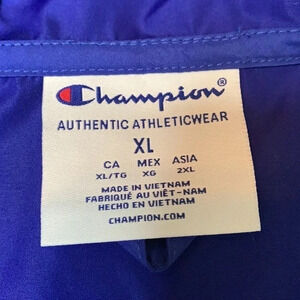 Champion
AUTHENTIC ATHLETICWEAR
XL
CA MEX ASIA
XL/TG XG 2XL
MADE IN VIETNAM
FABRIQUÉ AU VIÊT-NAM
HECHO EN VIETNAM
CHAMPION.COM